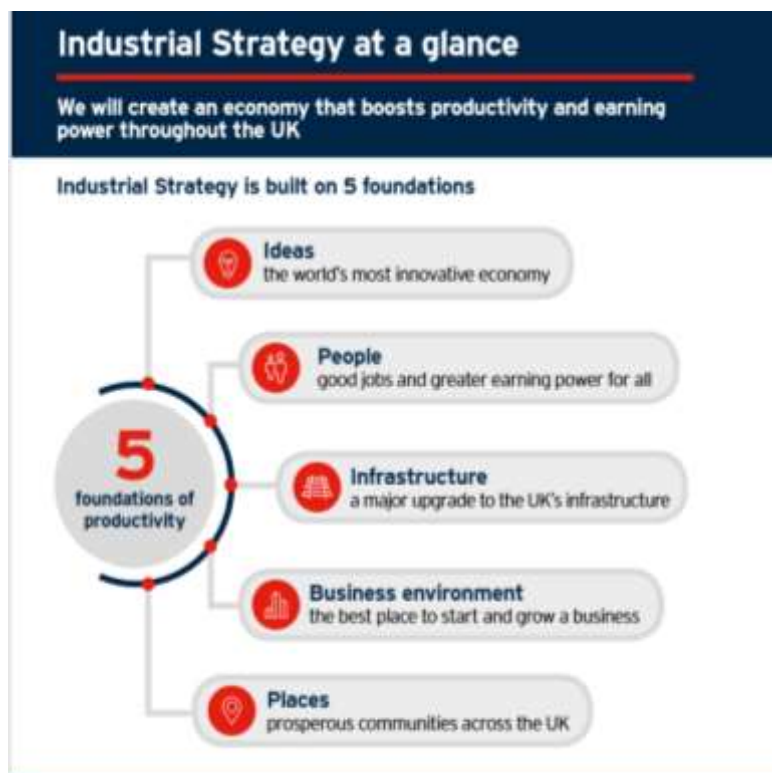 Industrial Strategy at a glance
We will create an economy that boosts productivity and earning
power throughout the UK
Industrial Strategy is built on 5 foundations
Ideas
the world's most innovative economy
People
good jobs and greater earning power for all
5
foundations of
productivity
Infrastructure
a major upgrade to the UK's infrastructure
Business environment
the best place to start and grow a business
Places
prosperous communities across the UK